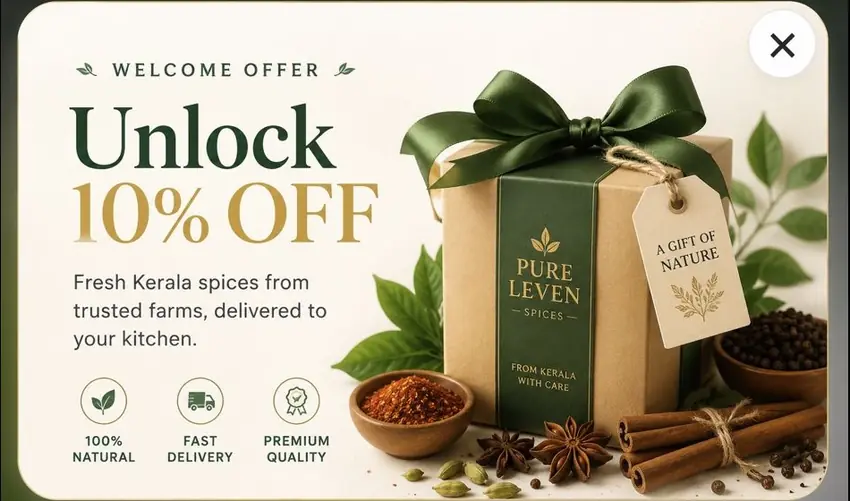 WELCOME OFFER
Unlock
10% OFF
Fresh Kerala spices from
trusted farms, delivered to
your kitchen.
100%
NATURAL
FAST
DELIVERY
PREMIUM
QUALITY
PURE
LEVEN
SPICES
FROM KERALA
WITH CARE
A GIFT OF
NATURE